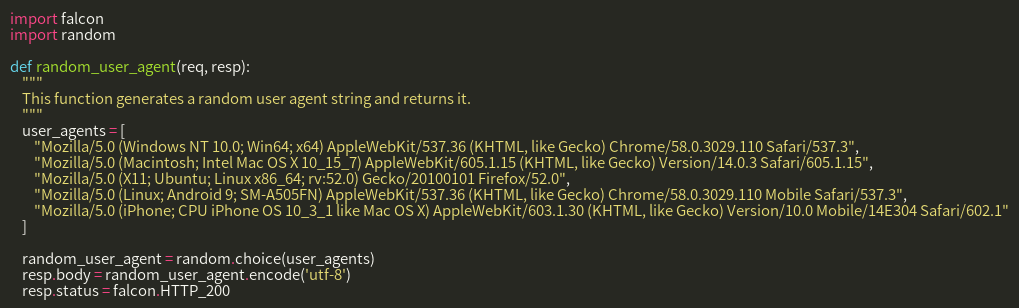 import falcon
import random

def random_user_agent(req, resp):
    """
    This function generates a random user agent string and returns it.
    """
    user_agents = [
        "Mozilla/5.0 (Windows NT 10.0; Win64; x64) AppleWebKit/537.36 (KHTML, like Gecko) Chrome/58.0.3029.110 Safari/537.3",
        "Mozilla/5.0 (Macintosh; Intel Mac OS X 10_15_7) AppleWebKit/605.1.15 (KHTML, like Gecko) Version/14.0.3 Safari/605.1.15",
        "Mozilla/5.0 (X11; Ubuntu; Linux x86_64; rv:52.0) Gecko/20100101 Firefox/52.0",
        "Mozilla/5.0 (Linux; Android 9; SM-A505FN) AppleWebKit/537.36 (KHTML, like Gecko) Chrome/58.0.3029.110 Mobile Safari/537.3",
        "Mozilla/5.0 (iPhone; CPU iPhone OS 10_3_1 like Mac OS X) AppleWebKit/603.1.30 (KHTML, like Gecko) Version/10.0 Mobile/14E304 Safari/602.1"
    ]

    random_user_agent = random.choice(user_agents)
    resp.body = random_user_agent.encode('utf-8')
    resp.status = falcon.HTTP_200